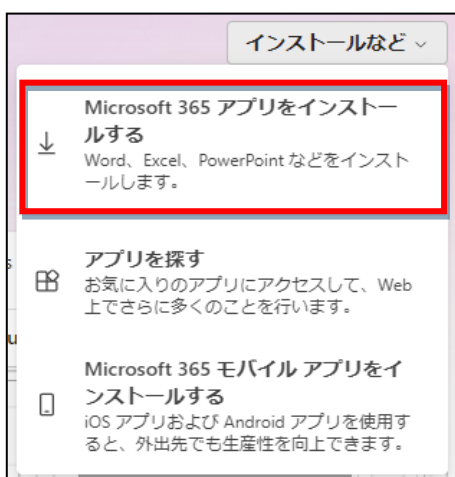 インストールなど
Microsoft 365 アプリをインストー
ルする
Word、Excel、PowerPoint などをインスト
ールします。
アプリを探す
お気に入りのアプリにアクセスして、Web
上でさらに多くのことを行います。
Microsoft 365 モバイル アプリをイ
ンストールする
iOS アプリおよび Android アプリを使用す
ると、外出先でも生産性を向上できます。